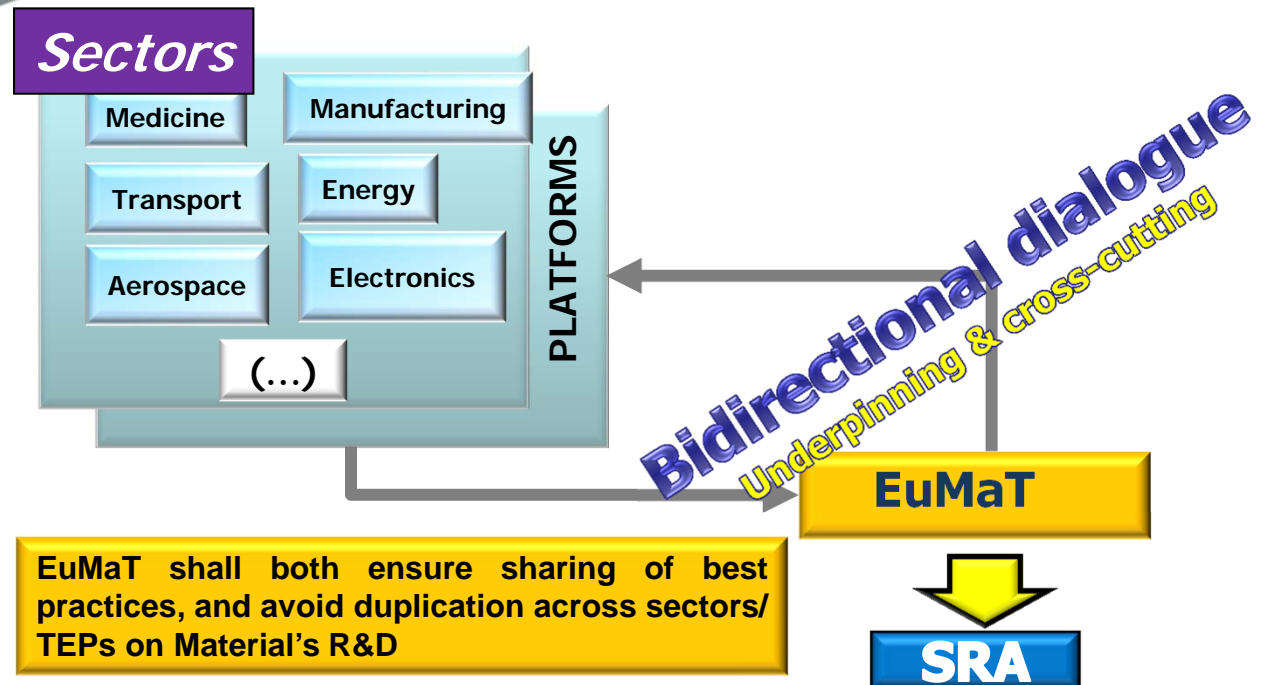 Sectors
Medicine
Manufacturing
Transport
Energy
Aerospace
Electronics
(...)
PLATFORMS
Bidirectional dialogue
Underpinning & cross-cutting
EuMaT
EuMaT shall both ensure sharing of best
practices, and avoid duplication across sectors/
TEPs on Material’s R&D
SRA